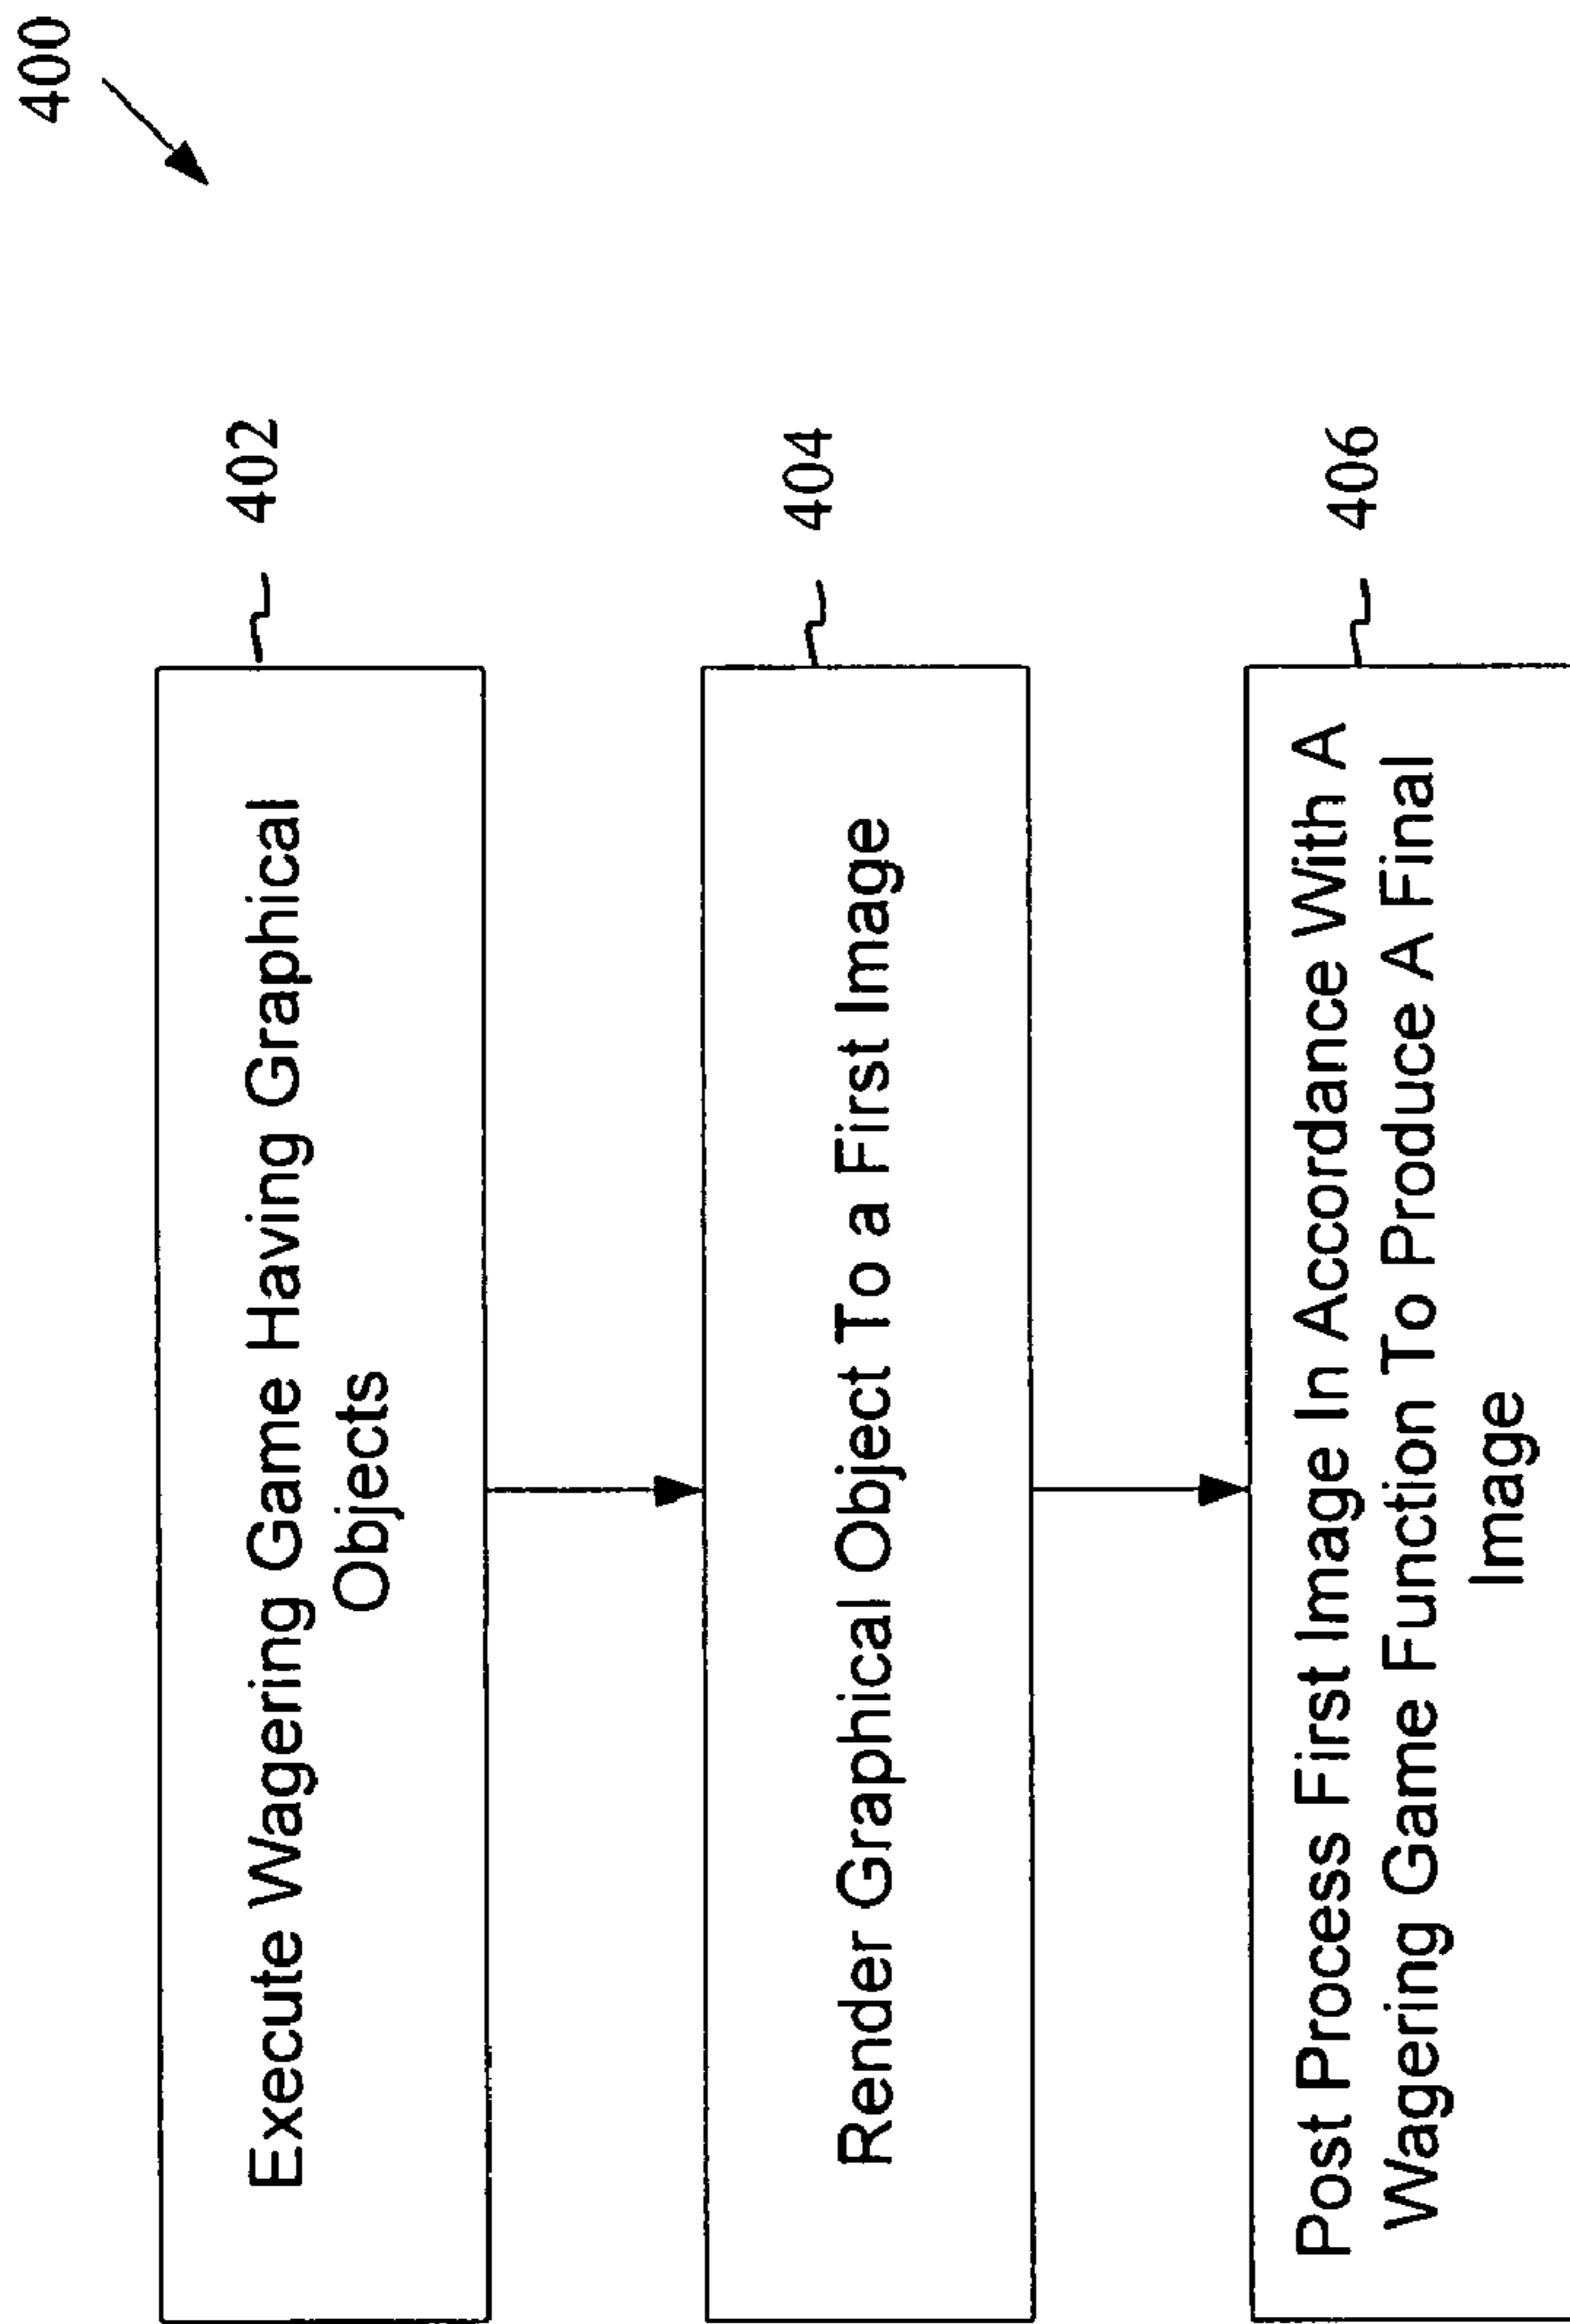 400
402
Execute Wagering Game Having Graphical
Objects
404
Render Graphical Object To a First Image
406
Post Process First Image In Accordance With A
Wagering Game Function To Produce A Final
Image